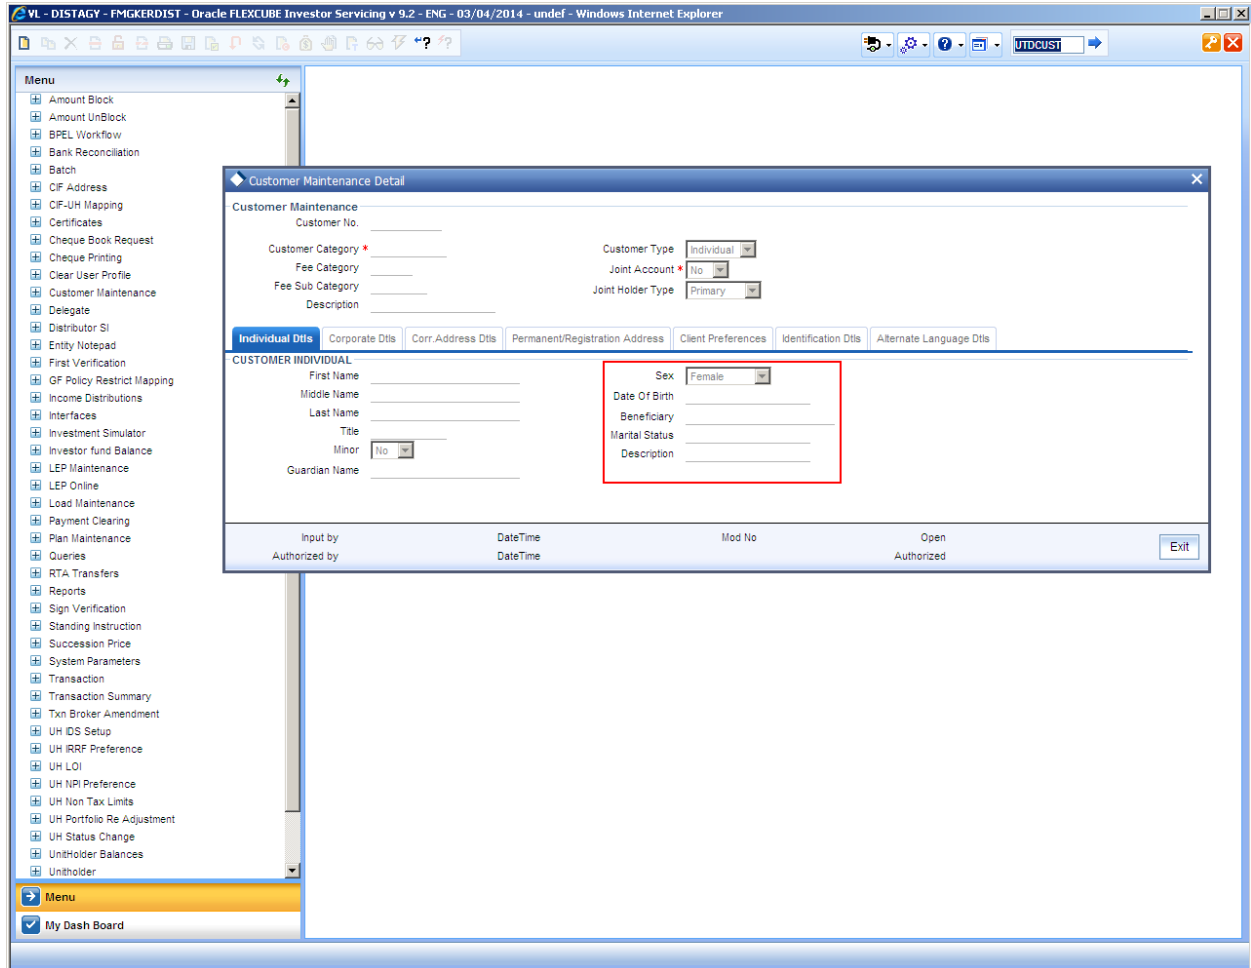 VL - DISTAGY - FMGKERDIST - Oracle FLEXCUBE Investor Servicing v 9.2 - ENG - 03/04/2014 - undef - Windows Internet Explorer
UTDCUST
Menu
Amount Block
Amount UnBlock
BPEL Workflow
Bank Reconciliation
Batch
CIF Address
CIF-UH Mapping
Certificates
Cheque Book Request
Cheque Printing
Clear User Profile
Customer Maintenance
Delegate
Distributor SI
Entity Notepad
First Verification
GF Policy Restrict Mapping
Income Distributions
Interfaces
Investment Simulator
Investor fund Balance
LEP Maintenance
LEP Online
Load Maintenance
Payment Clearing
Plan Maintenance
Queries
RTA Transfers
Reports
Sign Verification
Standing Instruction
Succession Price
System Parameters
Transaction
Transaction Summary
Txn Broker Amendment
UH IDS Setup
UH IRRF Preference
UH LOI
UH NPI Preference
UH Non Tax Limits
UH Portfolio Re Adjustment
UH Status Change
UnitHolder Balances
Unitholder
Menu
My Dash Board
Customer Maintenance Detail
Customer Maintenance
Customer No.
Customer Category *
Customer Type Individual
Fee Category
Joint Account * No
Fee Sub Category
Joint Holder Type Primary
Description
Individual Dtls Corporate Dtls Corr.Address Dtls Permanent/Registration Address Client Preferences Identification Dtls Alternate Language Dtls
CUSTOMER INDIVIDUAL
First Name
Middle Name
Last Name
Title
Minor No
Guardian Name
Sex Female
Date Of Birth
Beneficiary
Marital Status
Description
Input by DateTime Mod No Open
Authorized by DateTime Authorized
Exit